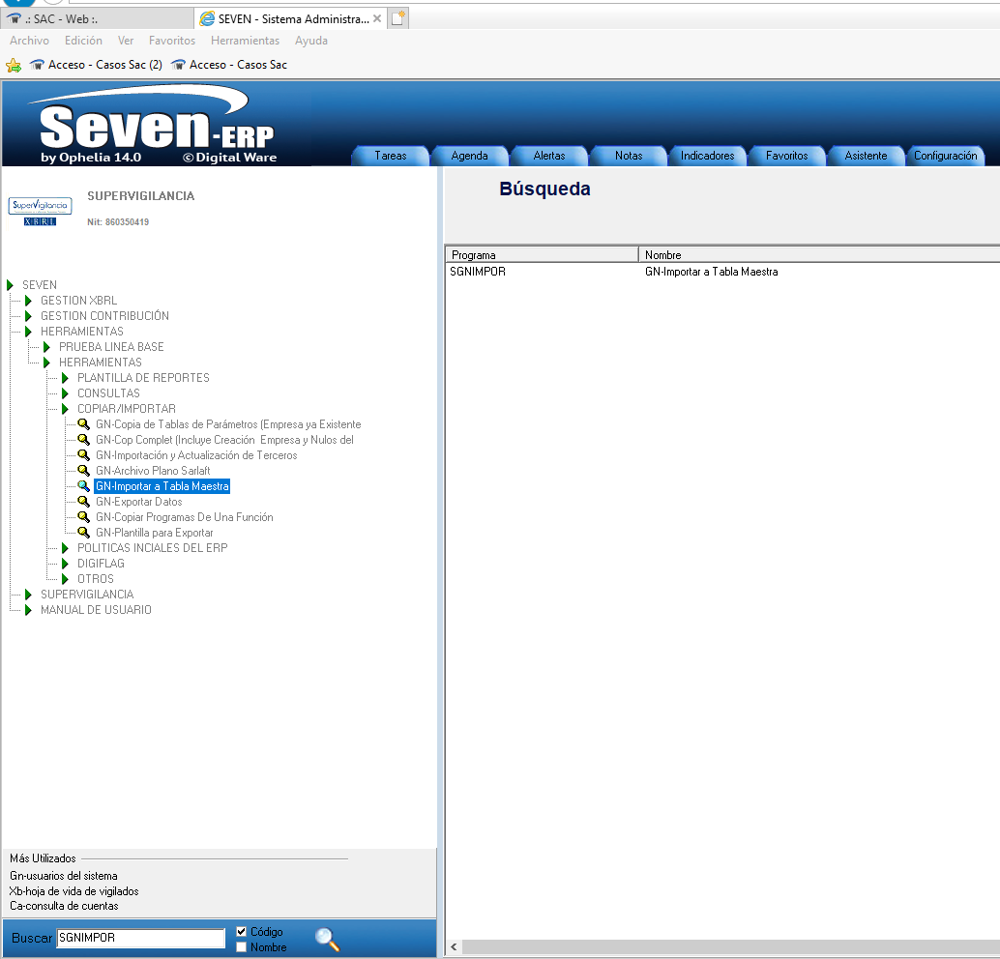 .: SAC - Web :.
SEVEN - Sistema Administra...
Archivo Edición Ver Favoritos Herramientas Ayuda
Acceso - Casos Sac (2) Acceso - Casos Sac
Seven-ERP
by Ophelia 14.0 ©Digital Ware
Tareas Agenda Alertas Notas Indicadores Favoritos Asistente Configuración
SuperVigilancia
XBRL
SUPERVIGILANCIA
Nit: 860350419
SEVEN
GESTION XBRL
GESTION CONTRIBUCIÓN
HERRAMIENTAS
PRUEBA LINEA BASE
HERRAMIENTAS
PLANTILLA DE REPORTES
CONSULTAS
COPIAR/IMPORTAR
GN-Copia de Tablas de Parámetros (Empresa ya Existente
GN-Cop Complet (Incluye Creación Empresa y Nulos del
GN-Importación y Actualización de Terceros
GN-Archivo Plano Sarlaft
GN-Importar a Tabla Maestra
GN-Exportar Datos
GN-Copiar Programas De Una Función
GN-Plantilla para Exportar
POLITICAS INCIALES DEL ERP
DIGIFLAG
OTROS
SUPERVIGILANCIA
MANUAL DE USUARIO
Más Utilizados
Gn-usuarios del sistema
Xb-hoja de vida de vigilados
Ca-consulta de cuentas
Buscar SGNIMPOR
Código
Nombre
Búsqueda
Programa Nombre
SGNIMPOR GN-Importar a Tabla Maestra